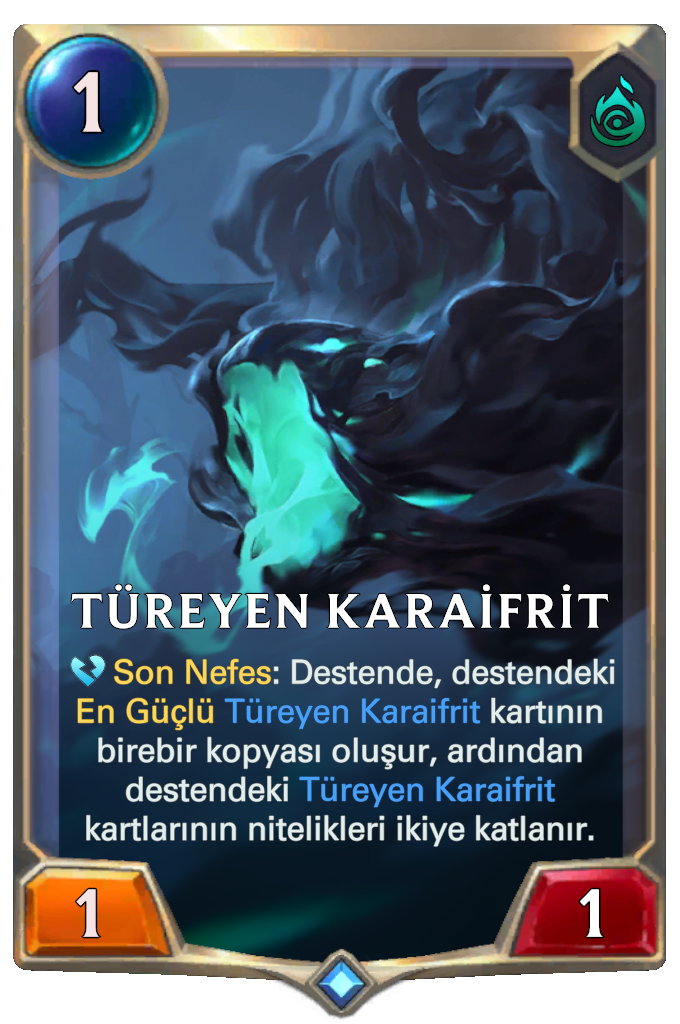 1
TÜREYEN KARAİFRİT
Son Nefes: Destende, destendeki
En Güçlü Türeyen Karaifrit kartının
birebir kopyası oluşur, ardından
destendeki Türeyen Karaifrit
kartlarının nitelikleri ikiye katlanır.
1
1